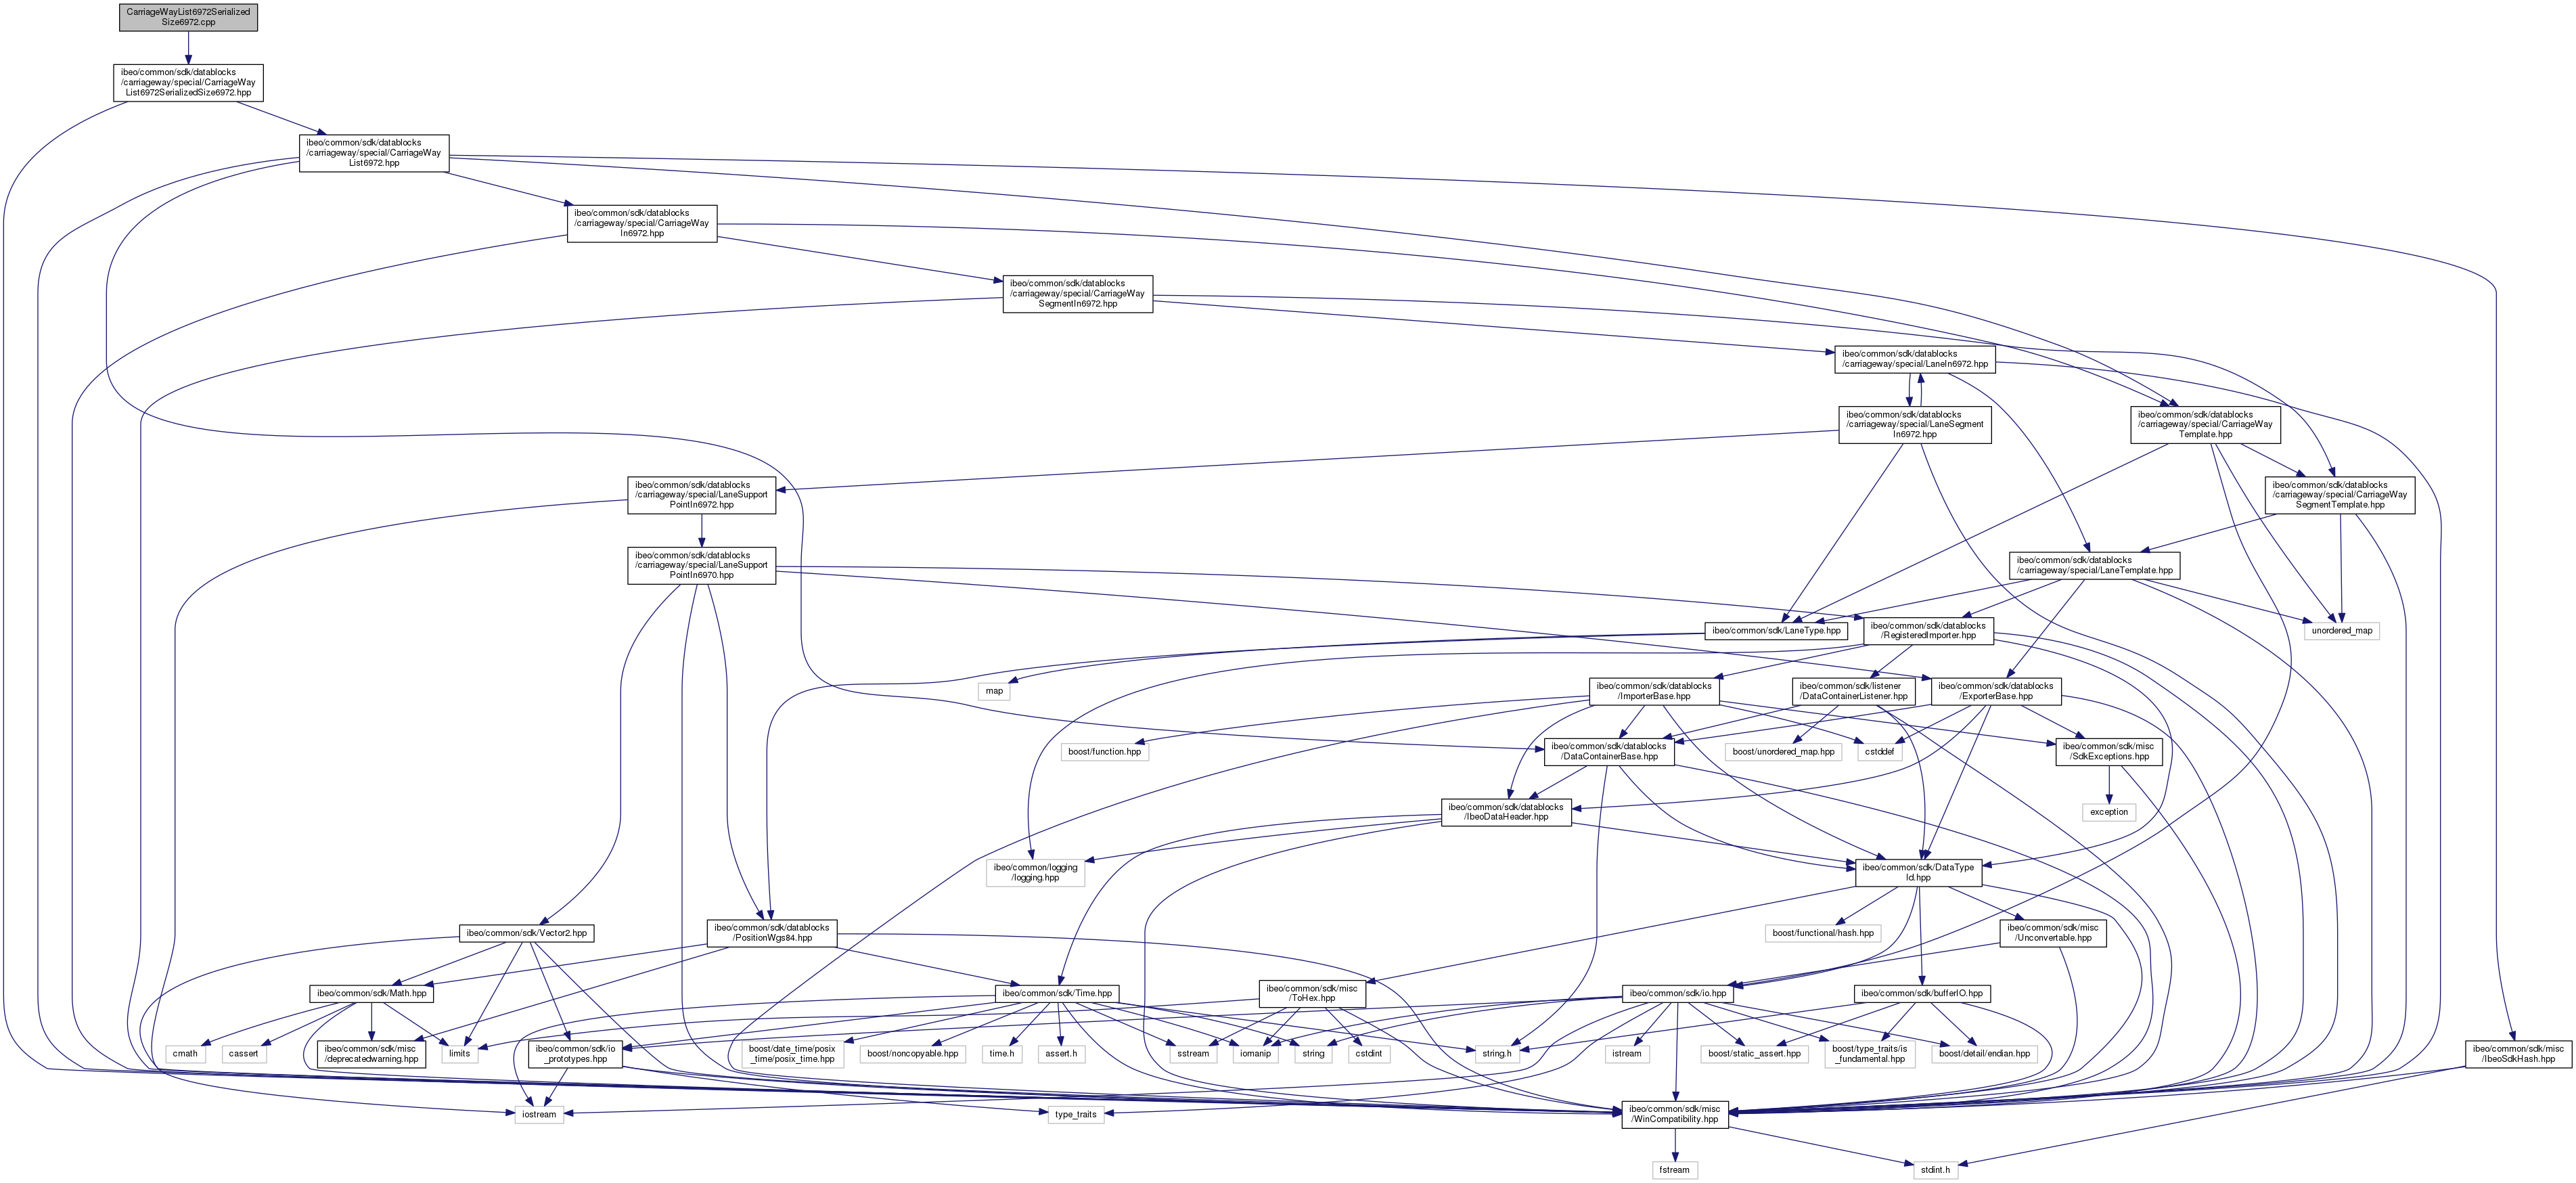 CarriageWayList6972Serialized
Size6972.cpp
ibeo/common/sdk/datablocks
/carriageway/special/CarriageWay
List6972SerializedSize6972.hpp
ibeo/common/sdk/datablocks
/carriageway/special/CarriageWay
List6972.hpp
ibeo/common/sdk/datablocks
/carriageway/special/CarriageWay
In6972.hpp
ibeo/common/sdk/datablocks
/carriageway/special/CarriageWay
SegmentIn6972.hpp
ibeo/common/sdk/datablocks
/carriageway/special/LaneIn6972.hpp
ibeo/common/sdk/datablocks
/carriageway/special/LaneSegment
In6972.hpp
ibeo/common/sdk/datablocks
/carriageway/special/CarriageWay
Template.hpp
ibeo/common/sdk/datablocks
/carriageway/special/LaneSupport
PointIn6972.hpp
ibeo/common/sdk/datablocks
/carriageway/special/CarriageWay
SegmentTemplate.hpp
ibeo/common/sdk/datablocks
/carriageway/special/LaneSupport
PointIn6970.hpp
ibeo/common/sdk/datablocks
/carriageway/special/LaneTemplate.hpp
ibeo/common/sdk/LaneType.hpp
ibeo/common/sdk/datablocks
/RegisteredImporter.hpp
unordered_map
map
ibeo/common/sdk/datablocks
/ImporterBase.hpp
ibeo/common/sdk/listener
/DataContainerListener.hpp
ibeo/common/sdk/datablocks
/ExporterBase.hpp
boost/function.hpp
ibeo/common/sdk/datablocks
/DataContainerBase.hpp
boost/unordered_map.hpp
cstddef
ibeo/common/sdk/misc
/SdkExceptions.hpp
ibeo/common/sdk/datablocks
/IbeoDataHeader.hpp
exception
ibeo/common/logging
/logging.hpp
ibeo/common/sdk/DataType
Id.hpp
ibeo/common/sdk/Vector2.hpp
ibeo/common/sdk/datablocks
/PositionWgs84.hpp
boost/functional/hash.hpp
ibeo/common/sdk/misc
/Unconvertable.hpp
ibeo/common/sdk/Math.hpp
ibeo/common/sdk/Time.hpp
ibeo/common/sdk/misc
/ToHex.hpp
ibeo/common/sdk/io.hpp
ibeo/common/sdk/bufferIO.hpp
cmath
cassert
ibeo/common/sdk/misc
/deprecatedwarning.hpp
limits
ibeo/common/sdk/io
_prototypes.hpp
boost/date_time/posix
_time/posix_time.hpp
boost/noncopyable.hpp
time.h
assert.h
sstream
iomanip
string
cstdint
string.h
istream
boost/static_assert.hpp
boost/type_traits/is
_fundamental.hpp
boost/detail/endian.hpp
ibeo/common/sdk/misc
/IbeoSdkHash.hpp
iostream
type_traits
ibeo/common/sdk/misc
/WinCompatibility.hpp
fstream
stdint.h